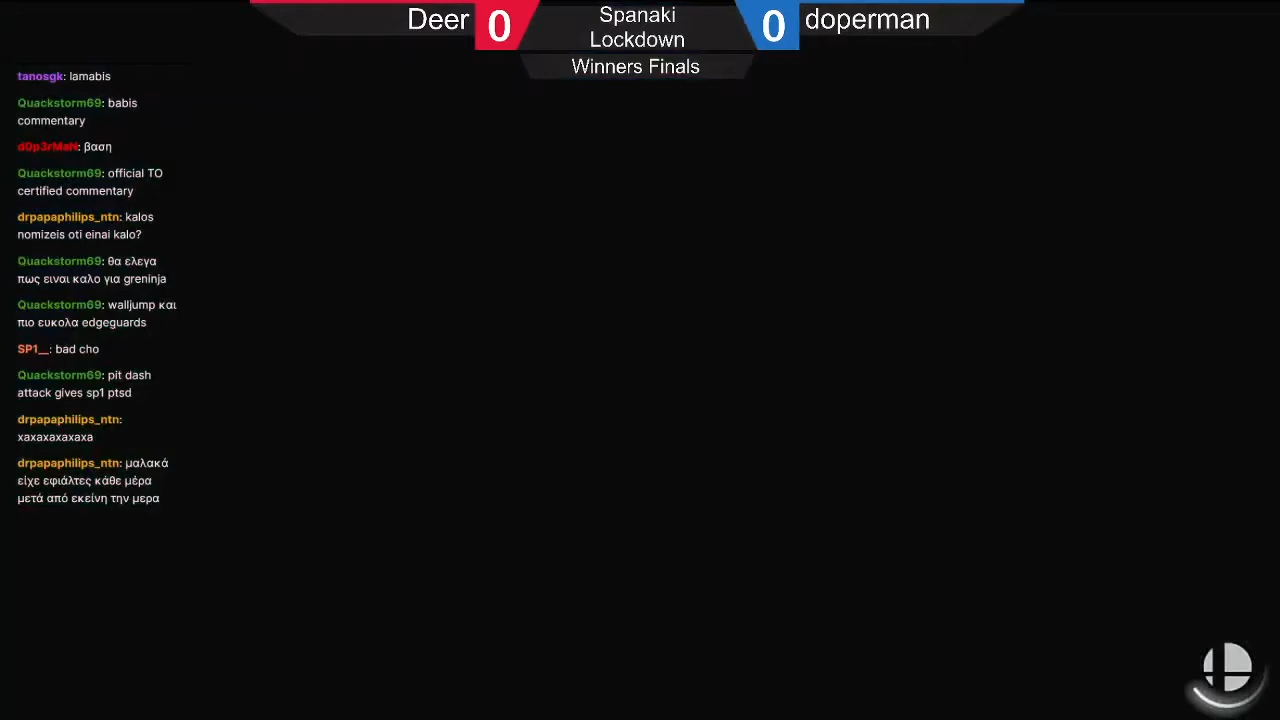 Deer 0 Spanaki Lockdown 0 doperman
Winners Finals
tanosgk: lamabis
Quackstorm69: babis
commentary
d0p3rMaN: βαση
Quackstorm69: official TO
certified commentary
drpapaphilips_ntn: kalos
nomizeis oti einai kalo?
Quackstorm69: θα ελεγα
πως ειναι καλο για greninja
Quackstorm69: walljump και
πιο ευκολα edgeguards
SP1__: bad cho
Quackstorm69: pit dash
attack gives sp1 ptsd
drpapaphilips_ntn:
xaxaxaxaxaxa
drpapaphilips_ntn: μαλακά
είχε εφιάλτες κάθε μέρα
μετά από εκείνη την μερα